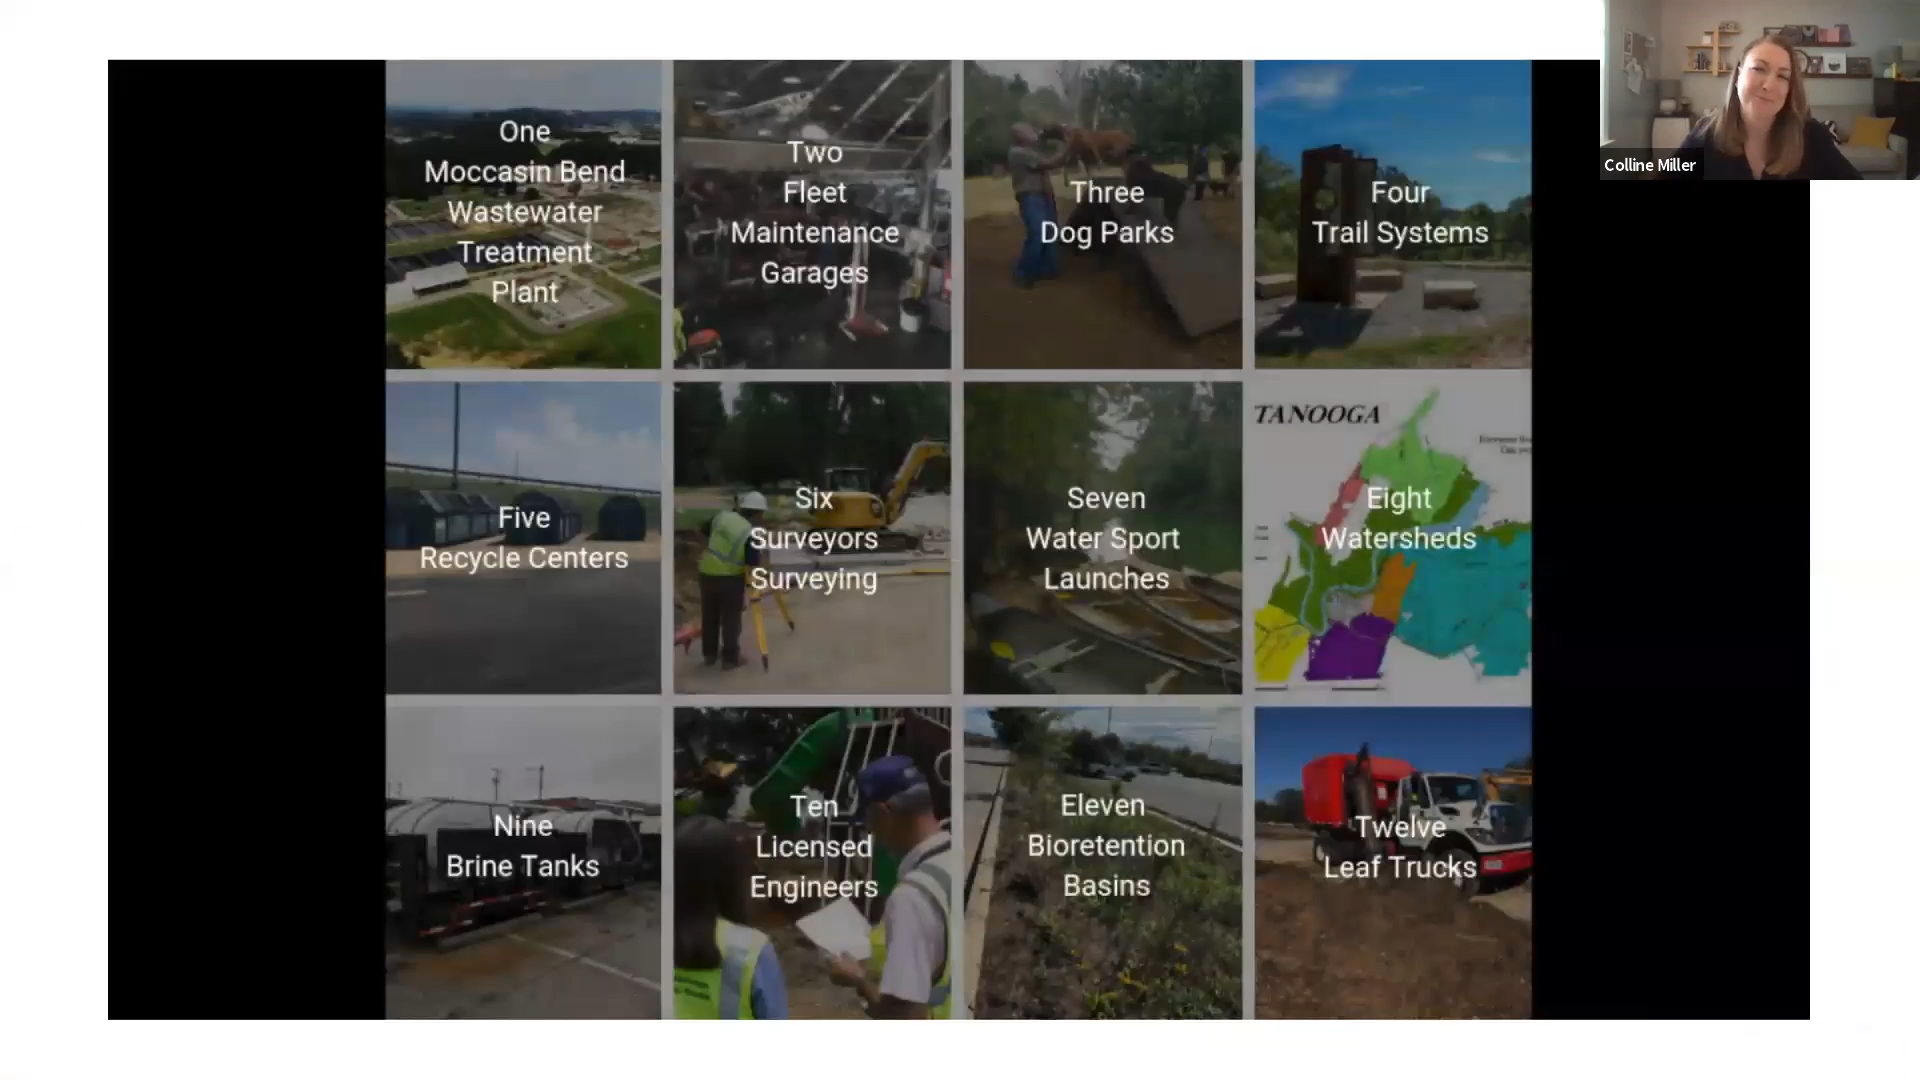 Colline Miller
One
Moccasin Bend
Wastewater
Treatment
Plant
Two
Fleet
Maintenance
Garages
Three
Dog Parks
Four
Trail Systems
Five
Recycle Centers
Six
Surveyors
Surveying
Seven
Water Sport
Launches
TANOOGA
Eight
Watersheds
Nine
Brine Tanks
Ten
Licensed
Engineers
Eleven
Bioretention
Basins
Twelve
Leaf Trucks